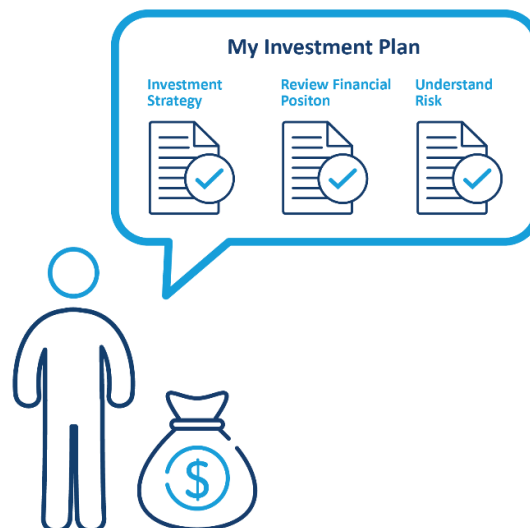 My Investment Plan
Investment
Strategy
Review Financial
Positon
Understand
Risk
$